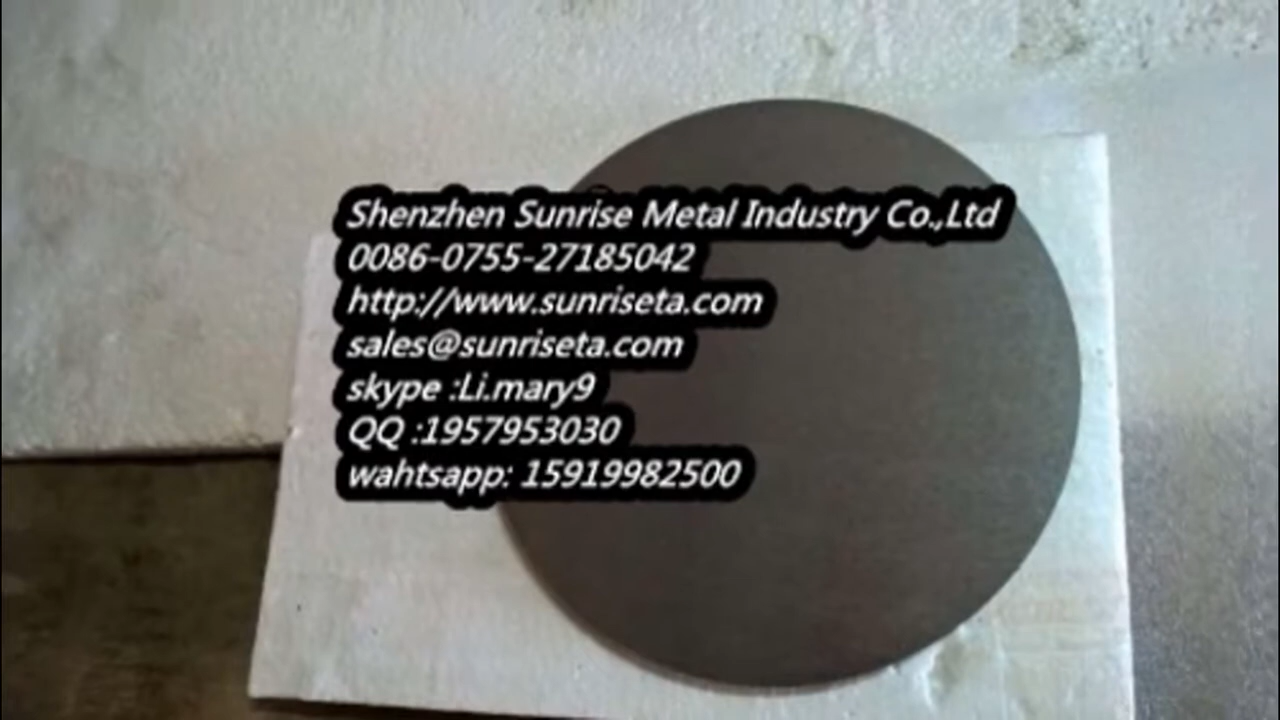 Shenzhen Sunrise Metal Industry Co.,Ltd
0086-0755-27185042
http://www.sunriseta.com
sales@sunriseta.com
skype :Li.mary9
QQ :1957953030
wahtsapp: 15919982500